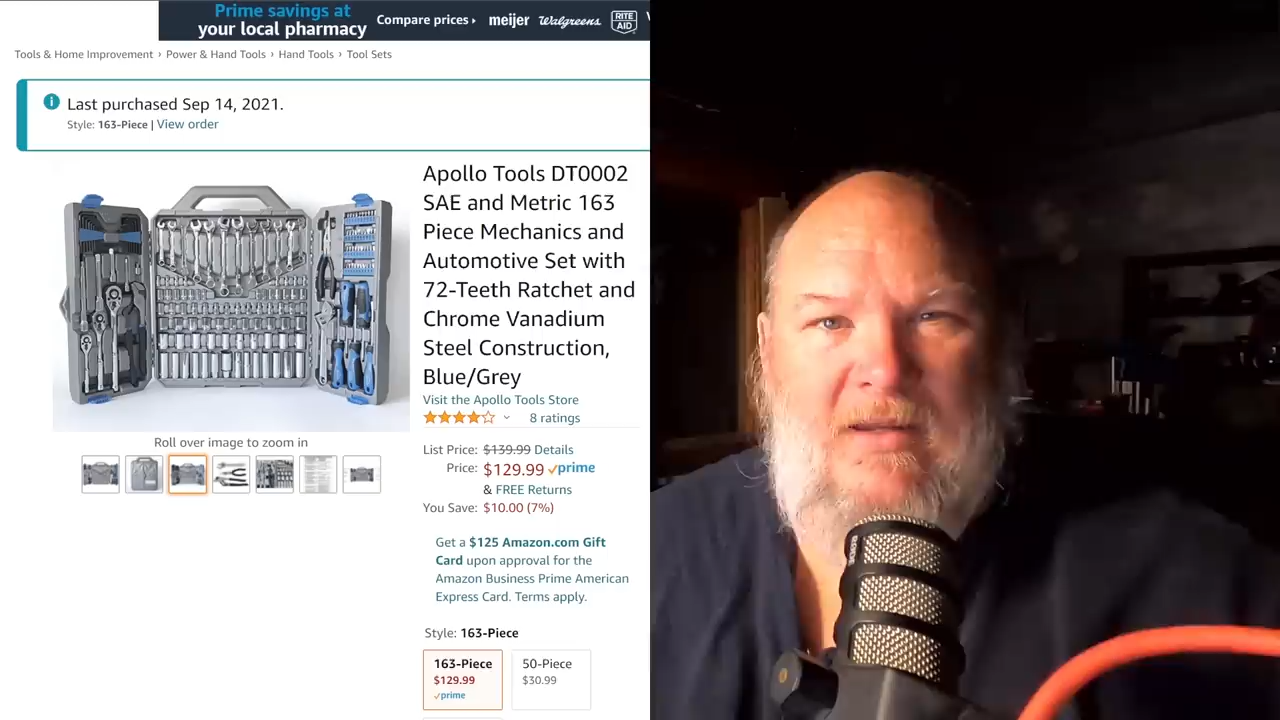 Prime savings at
your local pharmacy
Compare prices
meijer
Walgreens
RITE AID
Tools & Home Improvement › Power & Hand Tools › Hand Tools › Tool Sets
Last purchased Sep 14, 2021.
Style: 163-Piece | View order
Apollo Tools DT0002
SAE and Metric 163
Piece Mechanics and
Automotive Set with
72-Teeth Ratchet and
Chrome Vanadium
Steel Construction,
Blue/Grey
Visit the Apollo Tools Store
8 ratings
Roll over image to zoom in
List Price: $139.99 Details
Price: $129.99 prime
& FREE Returns
You Save: $10.00 (7%)
Get a $125 Amazon.com Gift
Card upon approval for the
Amazon Business Prime American
Express Card. Terms apply.
Style: 163-Piece
163-Piece
$129.99
prime
50-Piece
$30.99